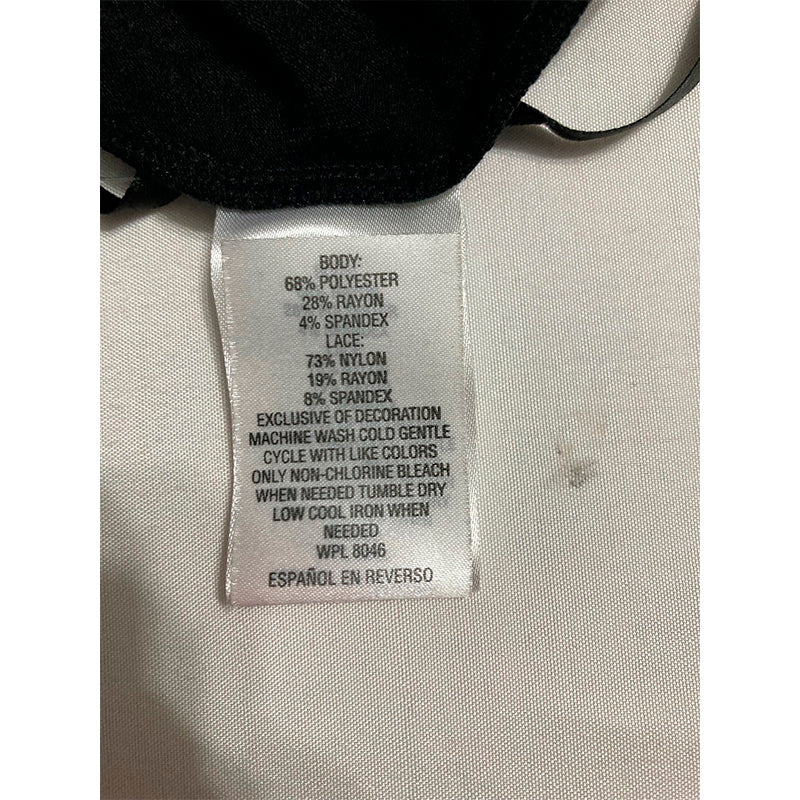 BODY:
68% POLYESTER
28% RAYON
4% SPANDEX
LACE:
73% NYLON
19% RAYON
8% SPANDEX
EXCLUSIVE OF DECORATION
MACHINE WASH COLD GENTLE
CYCLE WITH LIKE COLORS
ONLY NON-CHLORINE BLEACH
WHEN NEEDED TUMBLE DRY
LOW COOL IRON WHEN
NEEDED
WPL 8046
ESPAÑOL EN REVERSO